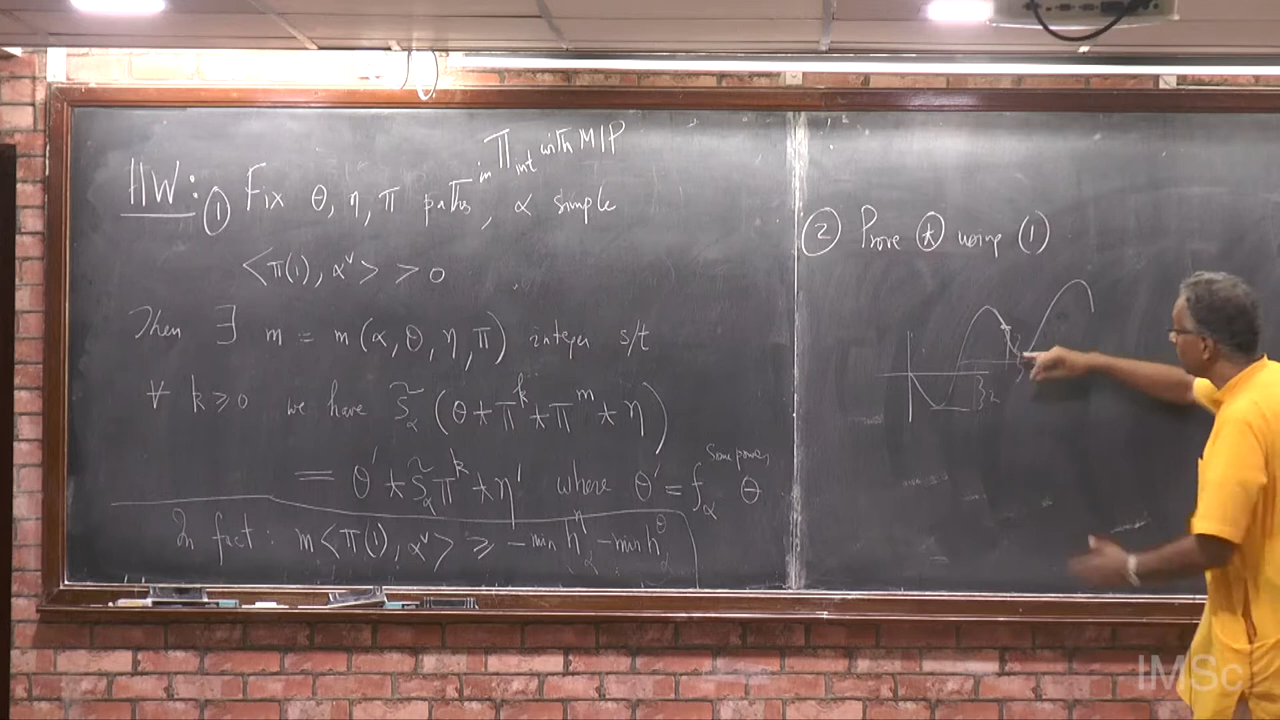 HW: ① Fix θ, η, π paths in Π_int with MIP, α simple
⟨π(1), α^∨⟩ > 0
Then ∃ m = m(α, θ, η, π) integer s/t
∀ k ≥ 0 we have S̃_α (θ * π^k * π^m * η)
= θ' * S̃_α π^k * η' where θ' = f_α^{some power} θ
In fact: m⟨π(1), α^∨⟩ ≥ -min h_α^η - min h_α^θ
② Prove ⊛ using (1)
IMSc